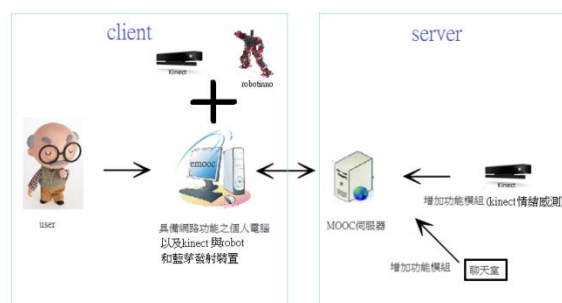 client
Kinect
robotinno
emooc
user
具備網路功能之個人電腦
以及kinect 與robot
和藍芽發射裝置
server
MOOC伺服器
Kinect
增加功能模組(kinect情緒感測)
增加功能模組
聊天室